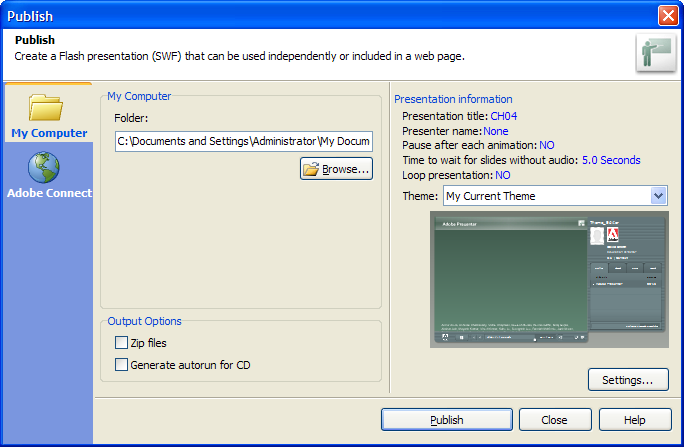 Publish
Publish
Create a Flash presentation (SWF) that can be used independently or included in a web page.
My Computer
Adobe Connect
My Computer
Folder:
C:\Documents and Settings\Administrator\My Docum
Browse...
Output Options
Zip files
Generate autorun for CD
Presentation information
Presentation title: CH04
Presenter name:None
Pause after each animation: NO
Time to wait for slides without audio: 5.0 Seconds
Loop presentation: NO
Theme: My Current Theme
Adobe Presenter
Settings...
Publish Close Help